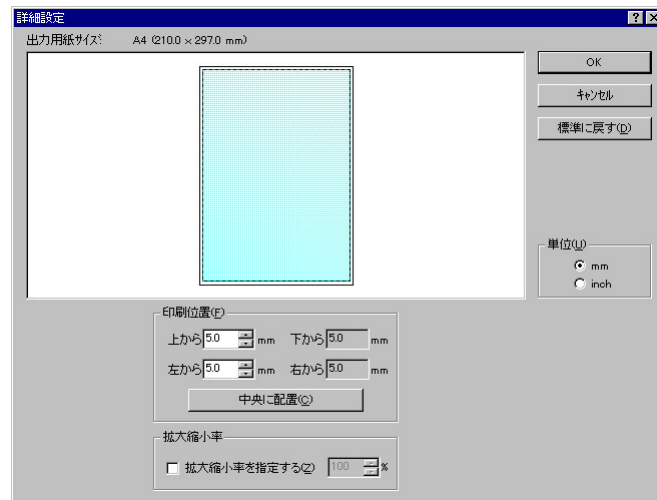 詳細設定
出力用紙サイズ: A4 (210.0 × 297.0 mm)
OK
キャンセル
標準に戻す(D)
単位(U)
mm
inch
印刷位置(F)
上から 5.0 mm 下から 5.0 mm
左から 5.0 mm 右から 5.0 mm
中央に配置(C)
拡大縮小率
拡大縮小率を指定する(Z) 100 %